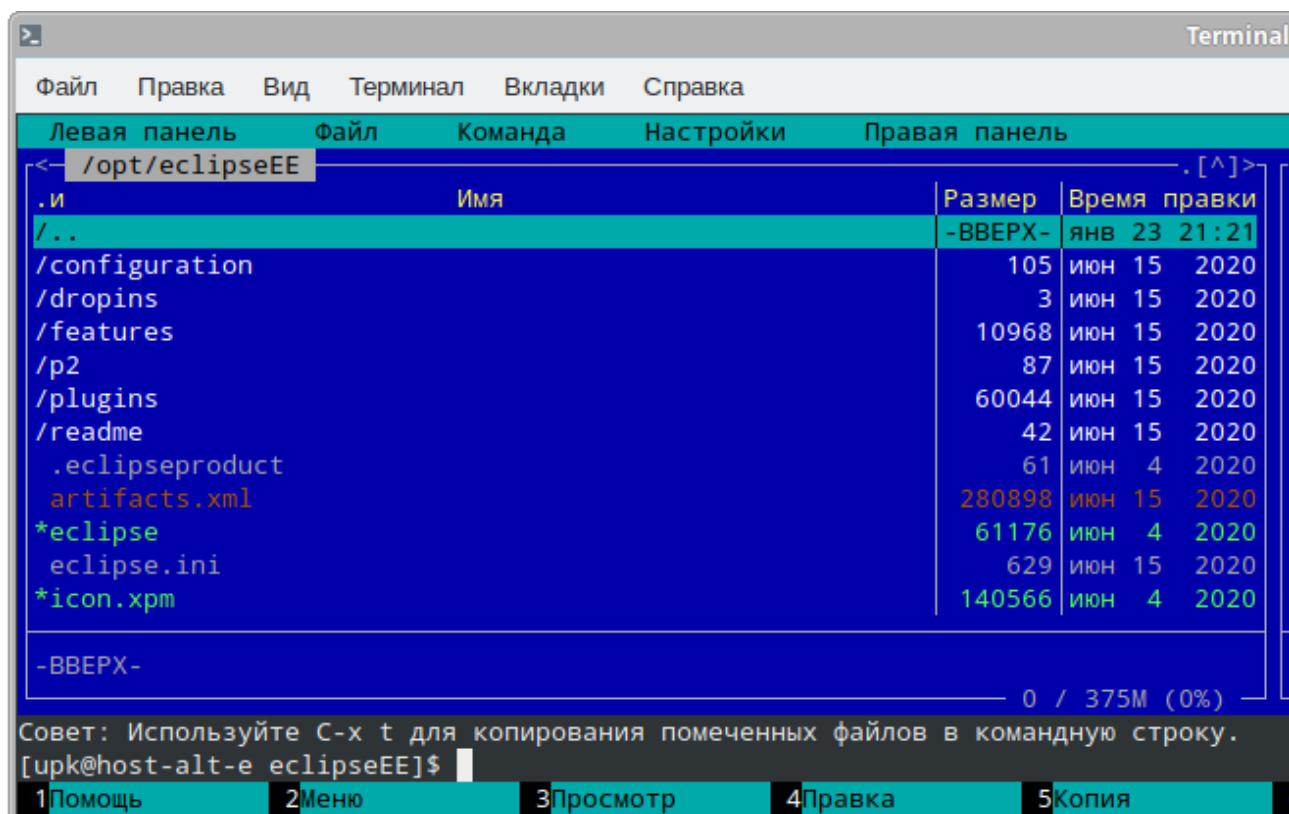 Terminal
Файл Правка Вид Терминал Вкладки Справка
Левая панель Файл Команда Настройки Правая панель
<─ /opt/eclipseEE .[^]>
.и Имя Размер Время правки
/.. -ВВЕРХ- янв 23 21:21
/configuration 105 июн 15 2020
/dropins 3 июн 15 2020
/features 10968 июн 15 2020
/p2 87 июн 15 2020
/plugins 60044 июн 15 2020
/readme 42 июн 15 2020
.eclipseproduct 61 июн 4 2020
artifacts.xml 280898 июн 15 2020
*eclipse 61176 июн 4 2020
eclipse.ini 629 июн 15 2020
*icon.xpm 140566 июн 4 2020
-ВВЕРХ-
0 / 375M (0%)
Совет: Используйте C-x t для копирования помеченных файлов в командную строку.
[upk@host-alt-e eclipseEE]$
1Помощь 2Меню 3Просмотр 4Правка 5Копия